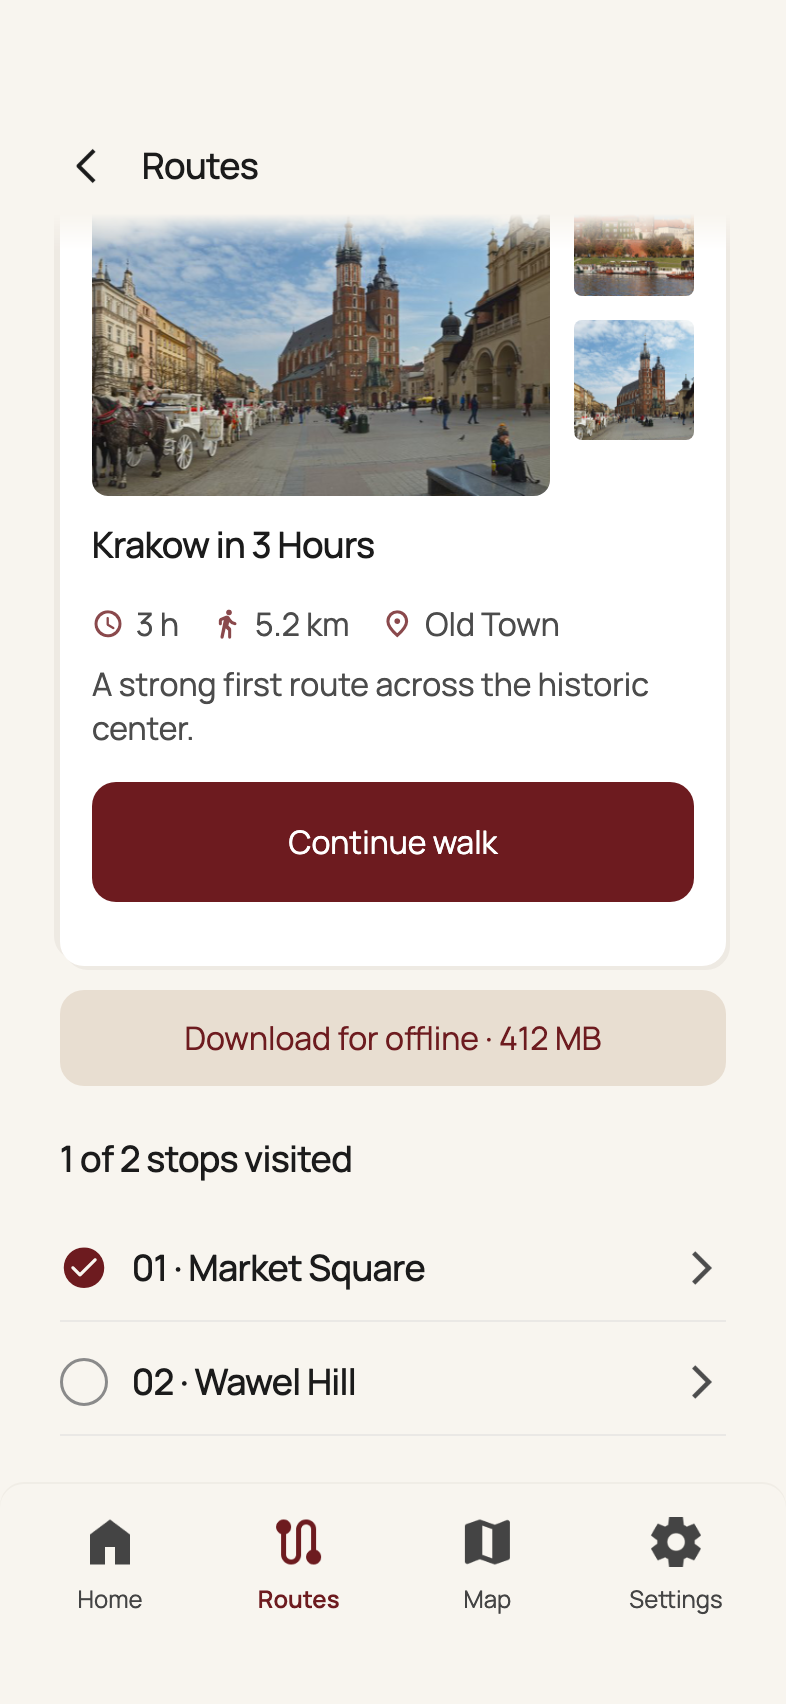 Routes
Krakow in 3 Hours
3 h 5.2 km Old Town
A strong first route across the historic
center.
Continue walk
Download for offline · 412 MB
1 of 2 stops visited
01 · Market Square
02 · Wawel Hill
Home Routes Map Settings